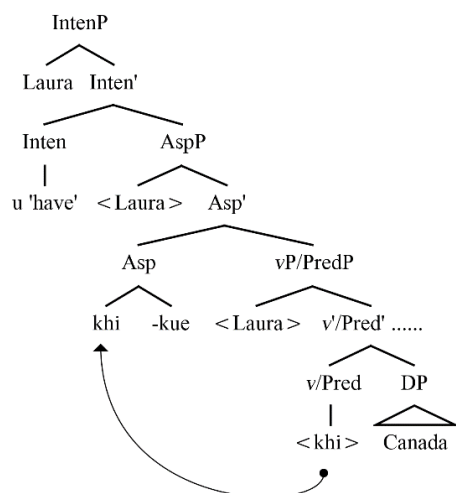 IntenP
Laura Inten'
Inten AspP
u 'have' <Laura> Asp'
Asp vP/PredP
khi -kue <Laura> v'/Pred' ......
v/Pred DP
<khi> Canada